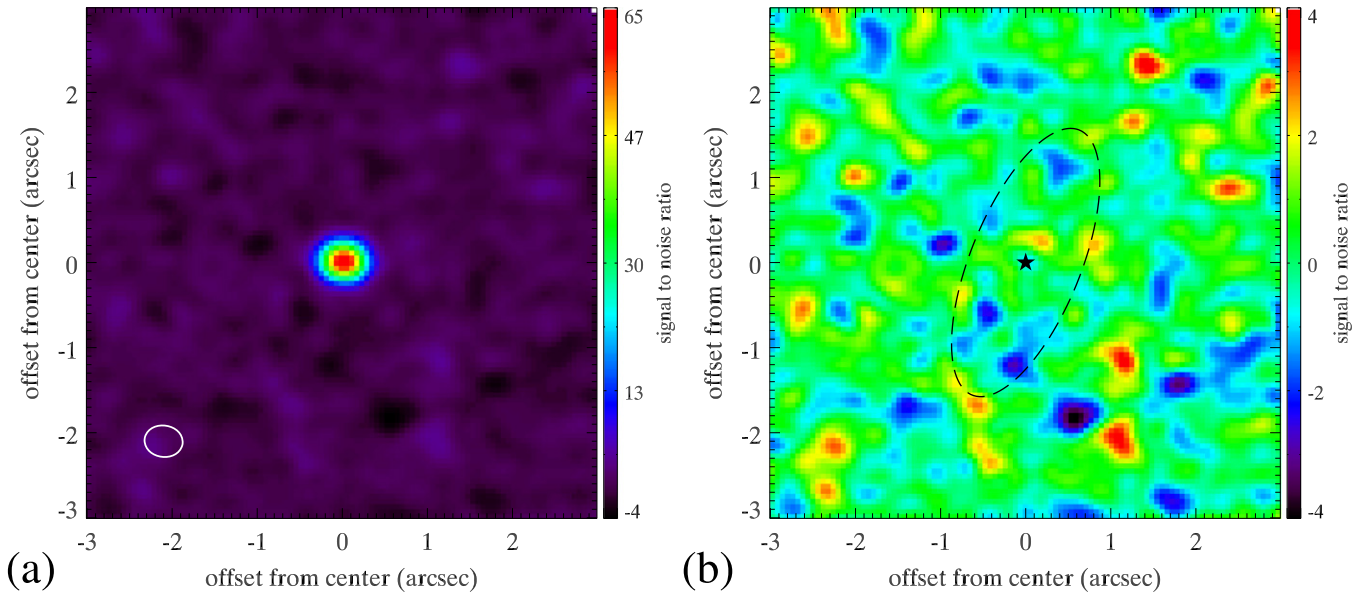 65
47
30
13
-4
signal to noise ratio
2
1
0
-1
-2
-3
offset from center (arcsec)
-3 -2 -1 0 1 2
offset from center (arcsec)
(a)
4
2
0
-2
-4
signal to noise ratio
2
1
0
-1
-2
-3
offset from center (arcsec)
-3 -2 -1 0 1 2
offset from center (arcsec)
(b)